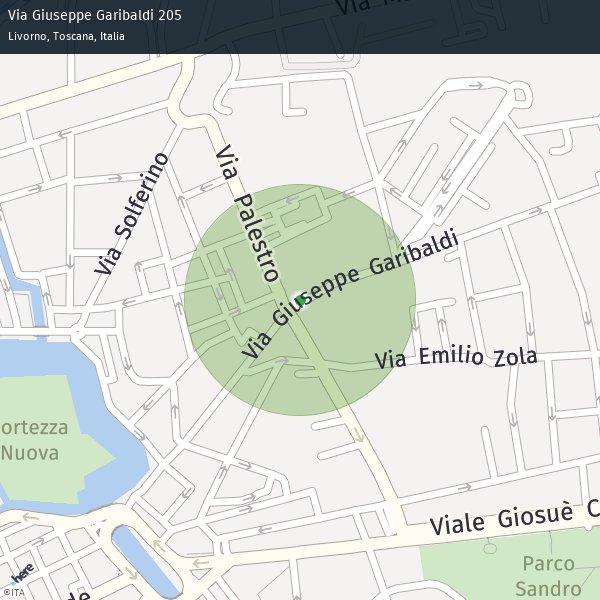 Via Giuseppe Garibaldi 205
Livorno, Toscana, Italia
Via
Via Solferino
Via Palestro
Via Giuseppe Garibaldi
Via Emilio Zola
ortezza
Nuova
Viale Giosuè C
Parco
Sandro
here
©ITA